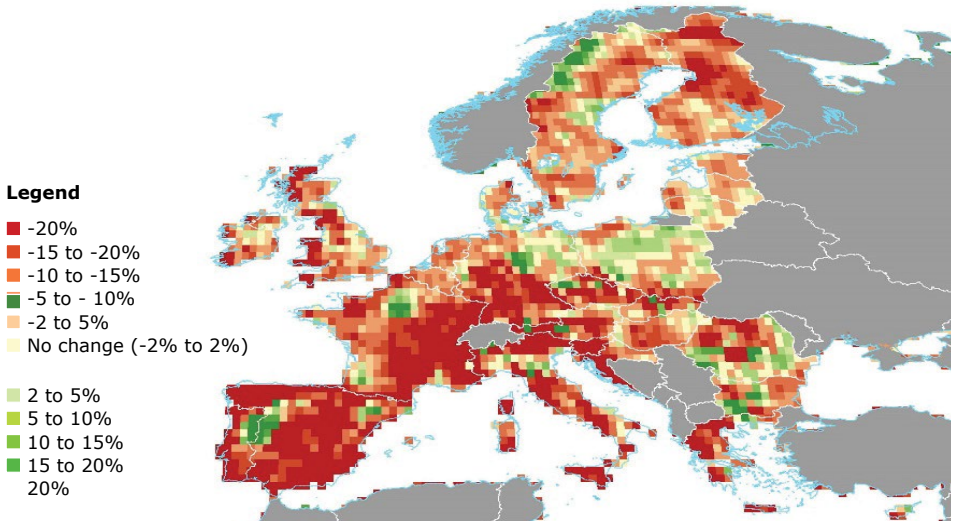 Legend
-20%
-15 to -20%
-10 to -15%
-5 to - 10%
-2 to 5%
No change (-2% to 2%)
2 to 5%
5 to 10%
10 to 15%
15 to 20%
20%